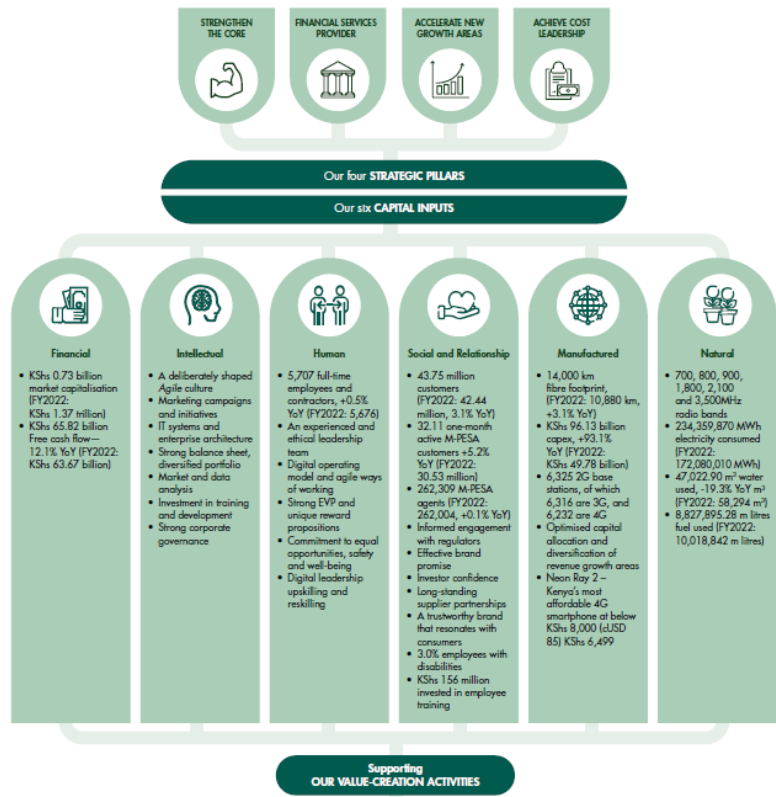 STRENGTHEN
THE CORE
FINANCIAL SERVICES
PROVIDER
ACCELERATE NEW
GROWTH AREAS
ACHIEVE COST
LEADERSHIP
Our four STRATEGIC PILLARS
Our six CAPITAL INPUTS
Financial
• KShs 0.73 billion
market capitalisation
(FY2022:
KShs 1.37 trillion)
• KShs 65.82 billion
Free cash flow—
12.1% YoY (FY2022:
KShs 63.67 billion)
Intellectual
• A deliberately shaped
Agile culture
• Marketing campaigns
and initiatives
• IT systems and
enterprise architecture
• Strong balance sheet,
diversified portfolio
• Market and data
analysis
• Investment in training
and development
• Strong corporate
governance
Human
• 5,707 full-time
employees and
contractors, +0.5%
YoY (FY2022: 5,676)
• An experienced and
ethical leadership
team
• Digital operating
model and agile ways
of working
• Strong EVP and
unique reward
propositions
• Commitment to equal
opportunities, safety
and well-being
• Digital leadership
upskilling and
reskilling
Social and Relationship
• 43.75 million
customers
(FY2022: 42.44
million, 3.1% YoY)
• 32.11 one-month
active M-PESA
customers +5.2%
YoY (FY2022:
30.53 million)
• 262,309 M-PESA
agents (FY2022:
262,004, +0.1% YoY)
• Informed engagement
with regulators
• Effective brand
promise
• Investor confidence
• Long-standing
supplier partnerships
• A trustworthy brand
that resonates with
consumers
• 3.0% employees with
disabilities
• KShs 156 million
invested in employee
training
Manufactured
• 14,000 km
fibre footprint,
(FY2022: 10,880 km,
+3.1% YoY)
• KShs 96.13 billion
capex, +93.1%
YoY (FY2022:
KShs 49.78 billion)
• 6,325 2G base
stations, of which
6,316 are 3G, and
6,232 are 4G
• Optimised capital
allocation and
diversification of
revenue growth areas
• Neon Ray 2 –
Kenya's most
affordable 4G
smartphone at below
KShs 8,000 (cUSD
85) KShs 6,499
Natural
• 700, 800, 900,
1,800, 2,100
and 3,500MHz
radio bands
• 234,359,870 MWh
electricity consumed
(FY2022:
172,080,010 MWh)
• 47,022.90 m³ water
used, -19.3% YoY m³
(FY2022: 58,294 m³)
• 8,827,895.28 m litres
fuel used (FY2022:
10,018,842 m litres)
Supporting
OUR VALUE-CREATION ACTIVITIES